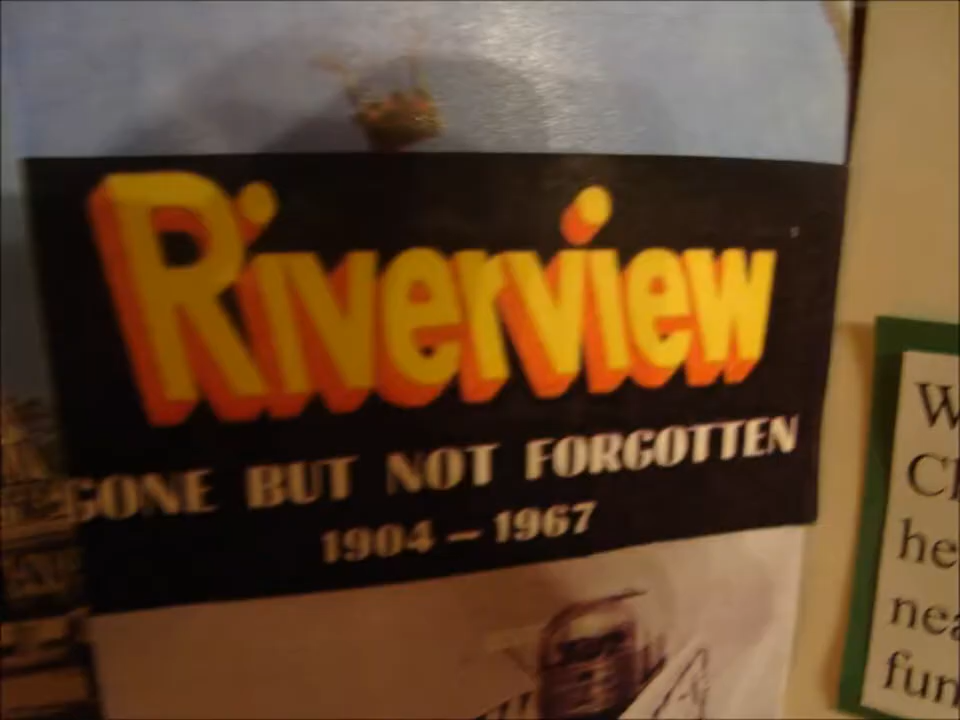 Riverview
GONE BUT NOT FORGOTTEN
1904 – 1967
W
Cl
he
nea
fun